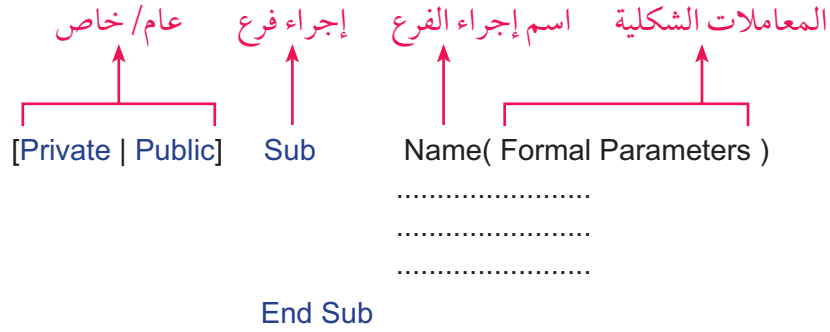 المعاملات الشكلية اسم إجراء الفرع إجراء فرع عام/ خاص
[Private | Public] Sub Name( Formal Parameters )
........................
........................
........................
End Sub